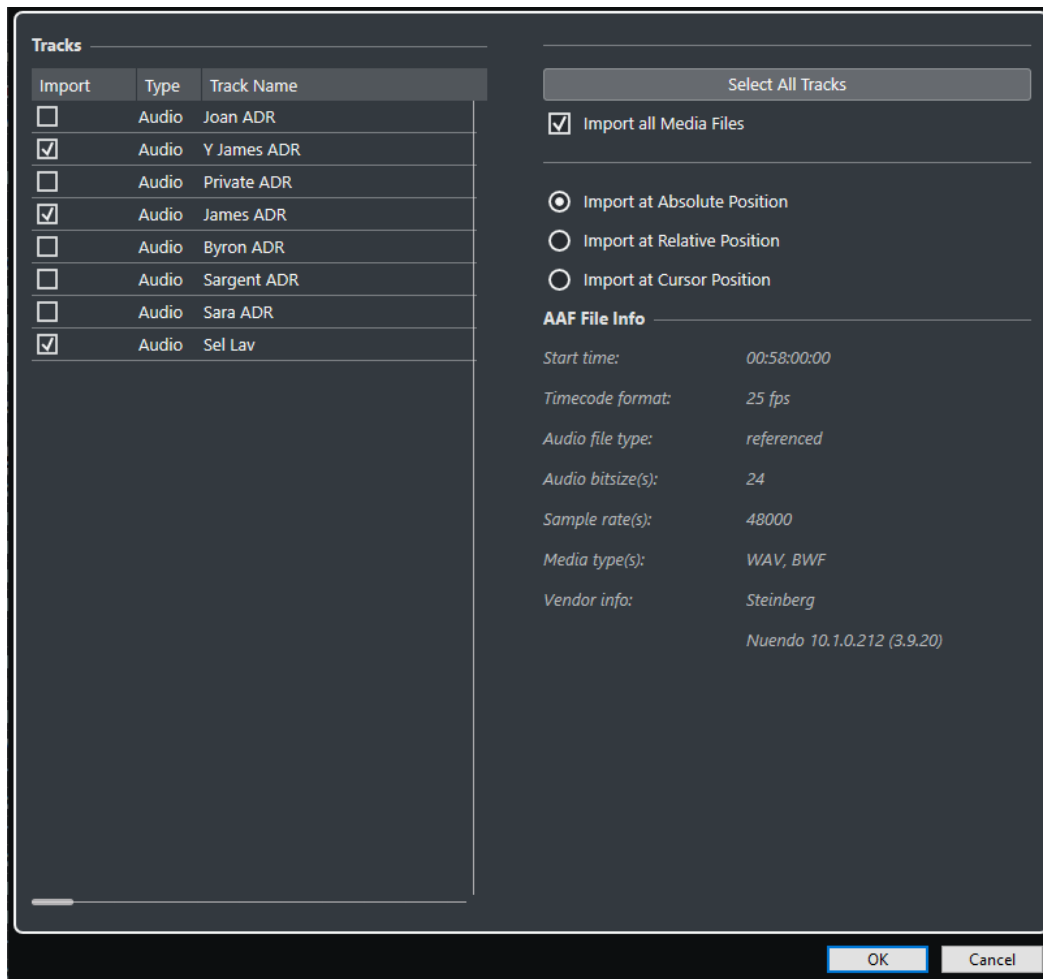 Tracks
Import Type Track Name
Audio Joan ADR
Audio Y James ADR
Audio Private ADR
Audio James ADR
Audio Byron ADR
Audio Sargent ADR
Audio Sara ADR
Audio Sel Lav
Select All Tracks
Import all Media Files
Import at Absolute Position
Import at Relative Position
Import at Cursor Position
AAF File Info
Start time: 00:58:00:00
Timecode format: 25 fps
Audio file type: referenced
Audio bitsize(s): 24
Sample rate(s): 48000
Media type(s): WAV, BWF
Vendor info: Steinberg
Nuendo 10.1.0.212 (3.9.20)
OK Cancel